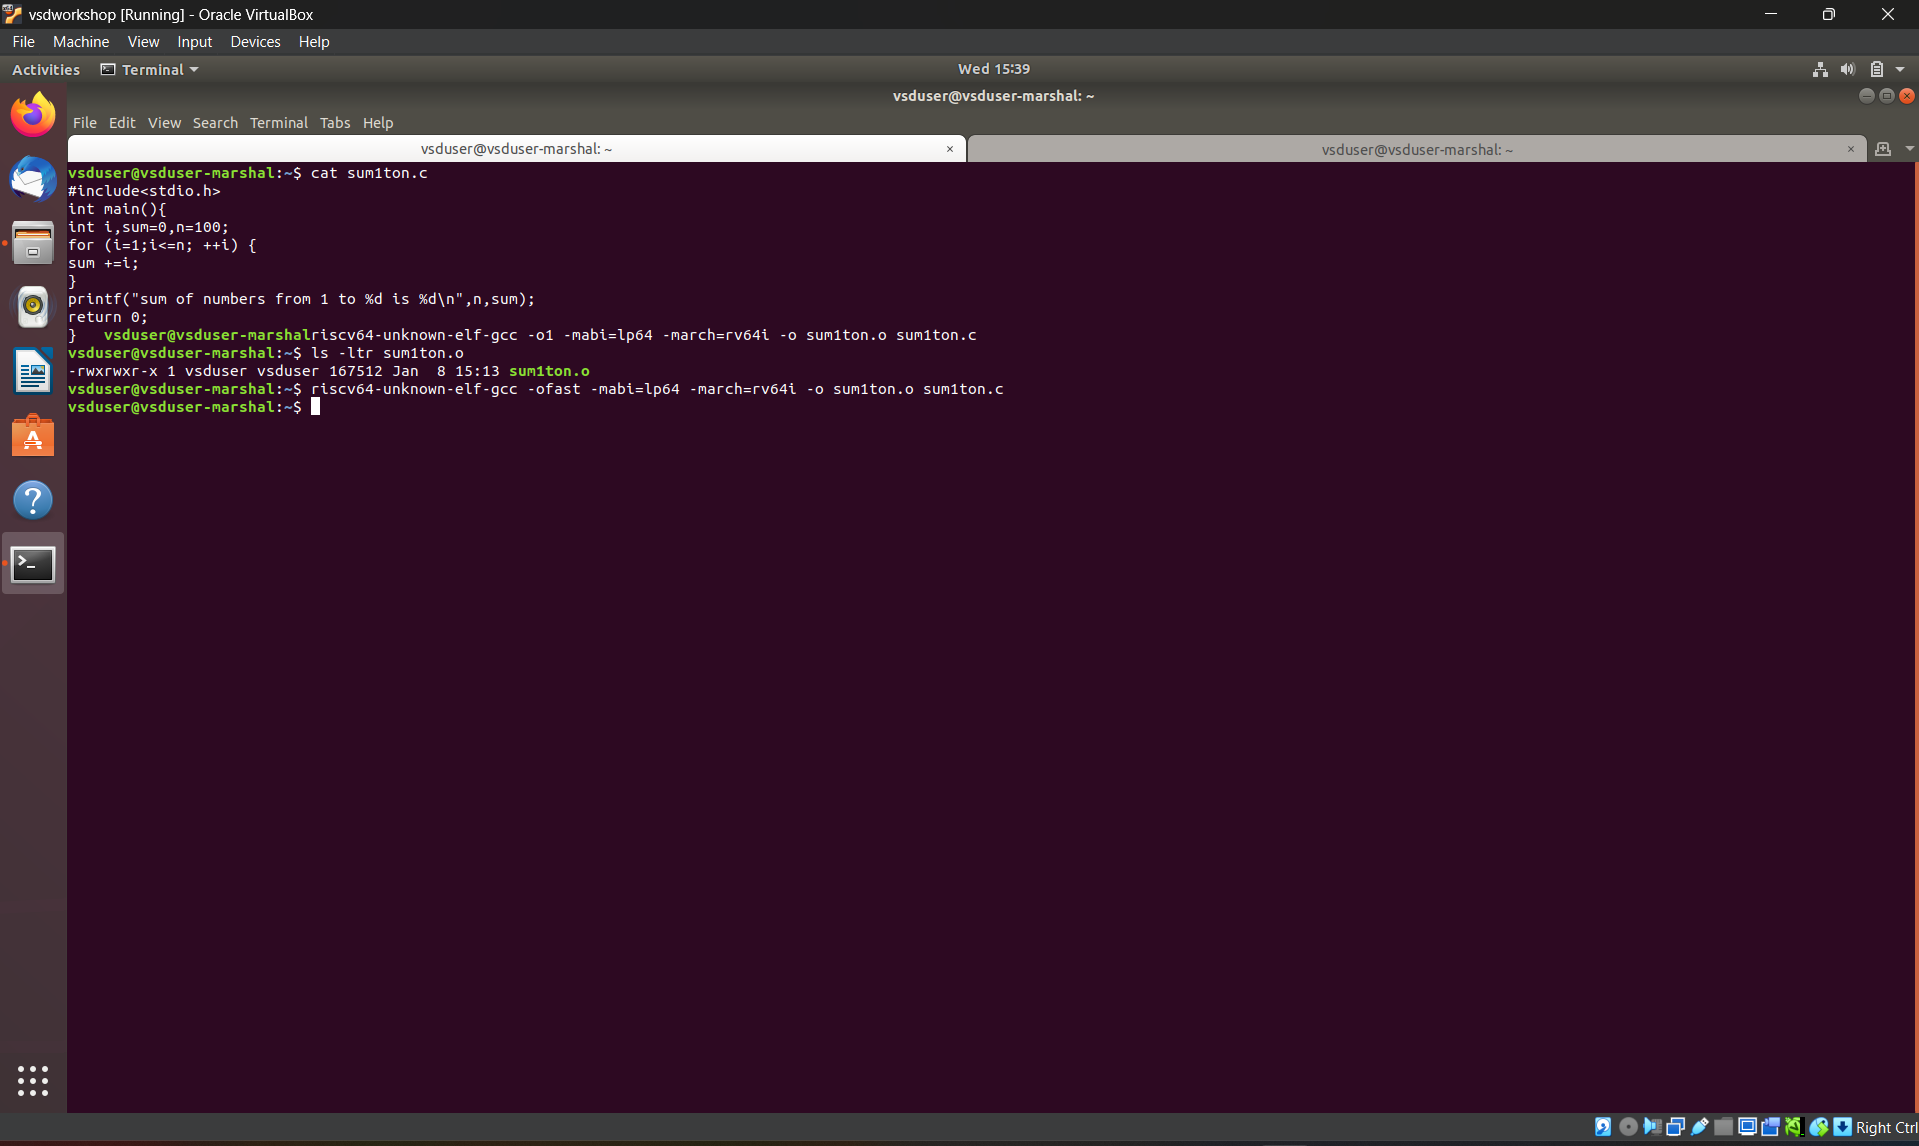 vsdworkshop [Running] - Oracle VirtualBox
File Machine View Input Devices Help
Activities Terminal Wed 15:39
vsduser@vsduser-marshal: ~
File Edit View Search Terminal Tabs Help
vsduser@vsduser-marshal: ~ × vsduser@vsduser-marshal: ~ ×
vsduser@vsduser-marshal:~$ cat sum1ton.c
#include<stdio.h>
int main(){
int i,sum=0,n=100;
for (i=1;i<=n; ++i) {
sum +=i;
}
printf("sum of numbers from 1 to %d is %d\n",n,sum);
return 0;
}   vsduser@vsduser-marshalriscv64-unknown-elf-gcc -o1 -mabi=lp64 -march=rv64i -o sum1ton.o sum1ton.c
vsduser@vsduser-marshal:~$ ls -ltr sum1ton.o
-rwxrwxr-x 1 vsduser vsduser 167512 Jan  8 15:13 sum1ton.o
vsduser@vsduser-marshal:~$ riscv64-unknown-elf-gcc -ofast -mabi=lp64 -march=rv64i -o sum1ton.o sum1ton.c
vsduser@vsduser-marshal:~$
Right Ctrl